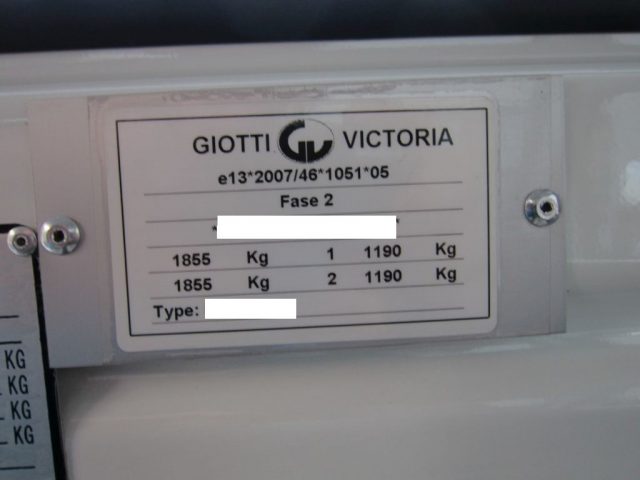 GIOTTI GV VICTORIA
e13*2007/46*1051*05
Fase 2
* *
1855 Kg 1 1190 Kg
1855 Kg 2 1190 Kg
Type:
KG
KG
KG
KG